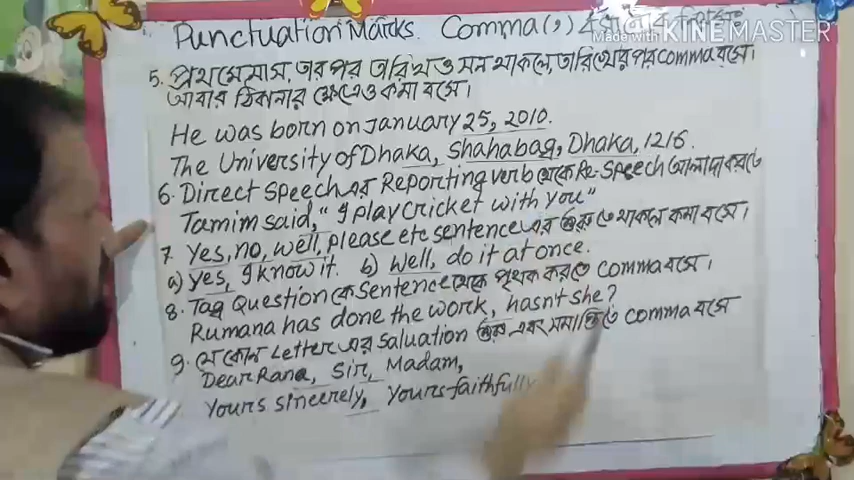 Punctuation Marks. Comma(,)
Made with KINEMASTER
5. প্রথমে মাস, তার পর তারিখ ও সন থাকলে, তারিখের পর comma বসে।
আবার ঠিকানার ক্ষেত্রেও কমা বসে।
He was born on January 25, 2010.
The University of Dhaka, Shahabag, Dhaka, 1216.
6. Direct Speech এর Reporting verb থেকে Re-Speech আলাদা করতে
Tamim said, "I play cricket with you"
7. Yes, no, well, please etc sentence এর শুরুতে থাকলে কমা বসে।
a) Yes, I know it. b) Well, do it at once.
8. Tag Question কে sentence থেকে পৃথক করতে comma বসে।
Rumana has done the work, hasn't she?
9. যে কোন Letter এর Saluation শুরু এবং সমাপ্তিতে comma বসে
Dear Rana, Sir, Madam,
Yours sincerely, Yours faithfully